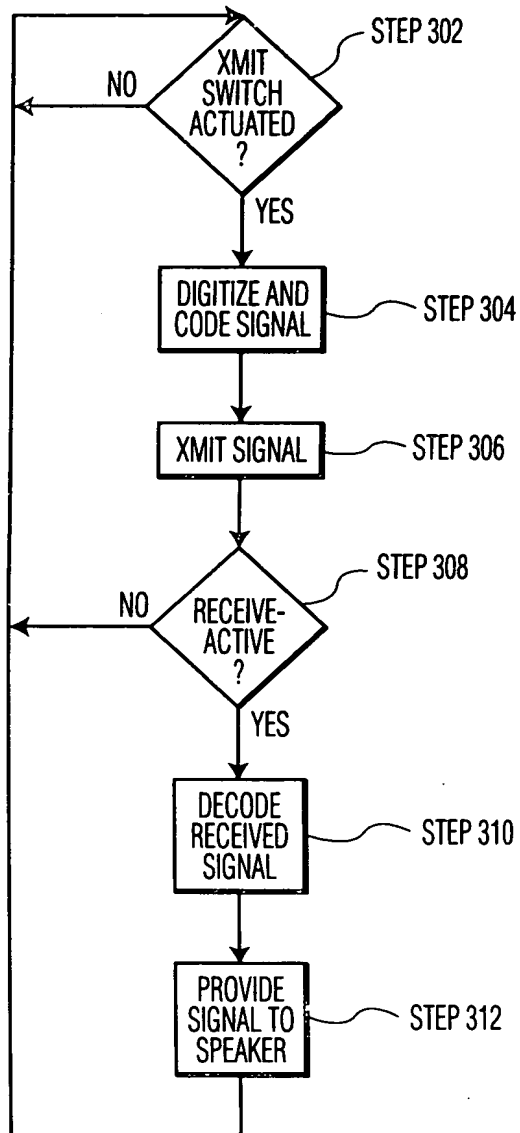 STEP 302
XMIT
SWITCH
ACTUATED
?
NO
YES
DIGITIZE AND
CODE SIGNAL
STEP 304
XMIT SIGNAL
STEP 306
STEP 308
NO
RECEIVE-
ACTIVE
?
YES
DECODE
RECEIVED
SIGNAL
STEP 310
PROVIDE
SIGNAL TO
SPEAKER
STEP 312